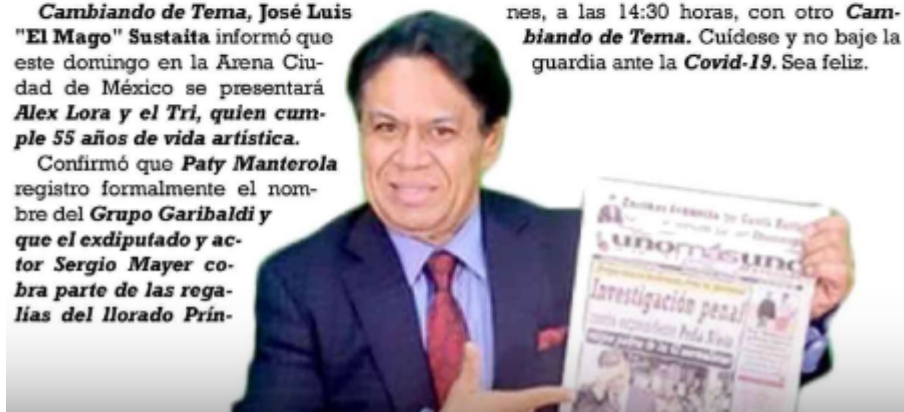 Cambiando de Tema, José Luis
"El Mago" Sustaita informó que
este domingo en la Arena Ciu-
dad de México se presentará
Alex Lora y el Tri, quien cum-
ple 55 años de vida artística.
Confirmó que Paty Manterola
registro formalmente el nom-
bre del Grupo Garibaldi y
que el exdiputado y ac-
tor Sergio Mayer co-
bra parte de las rega-
lías del llorado Prín-
nes, a las 14:30 horas, con otro Cam-
biando de Tema. Cuídese y no baje la
guardia ante la Covid-19. Sea feliz.
unomásuno
Investigación penal
Peña Nieto